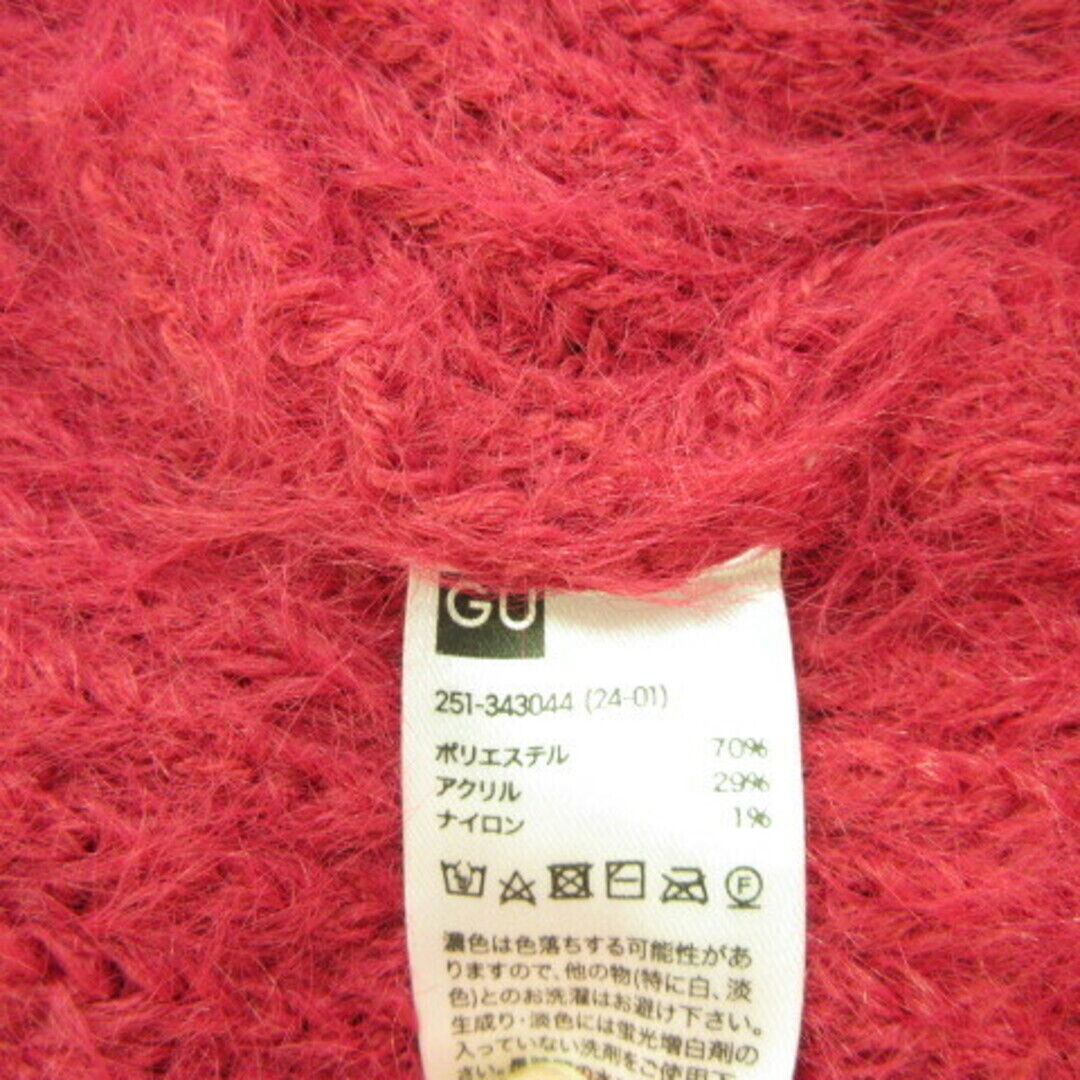 GU
251-343044 (24-01)
ポリエステル 70%
アクリル 29%
ナイロン 1%
F
濃色は色落ちする可能性があ
りますので、他の物(特に白、淡
色)とのお洗濯はお避け下さい。
生成り・淡色には蛍光増白剤の
入っていない洗剤をご使用下
さい。